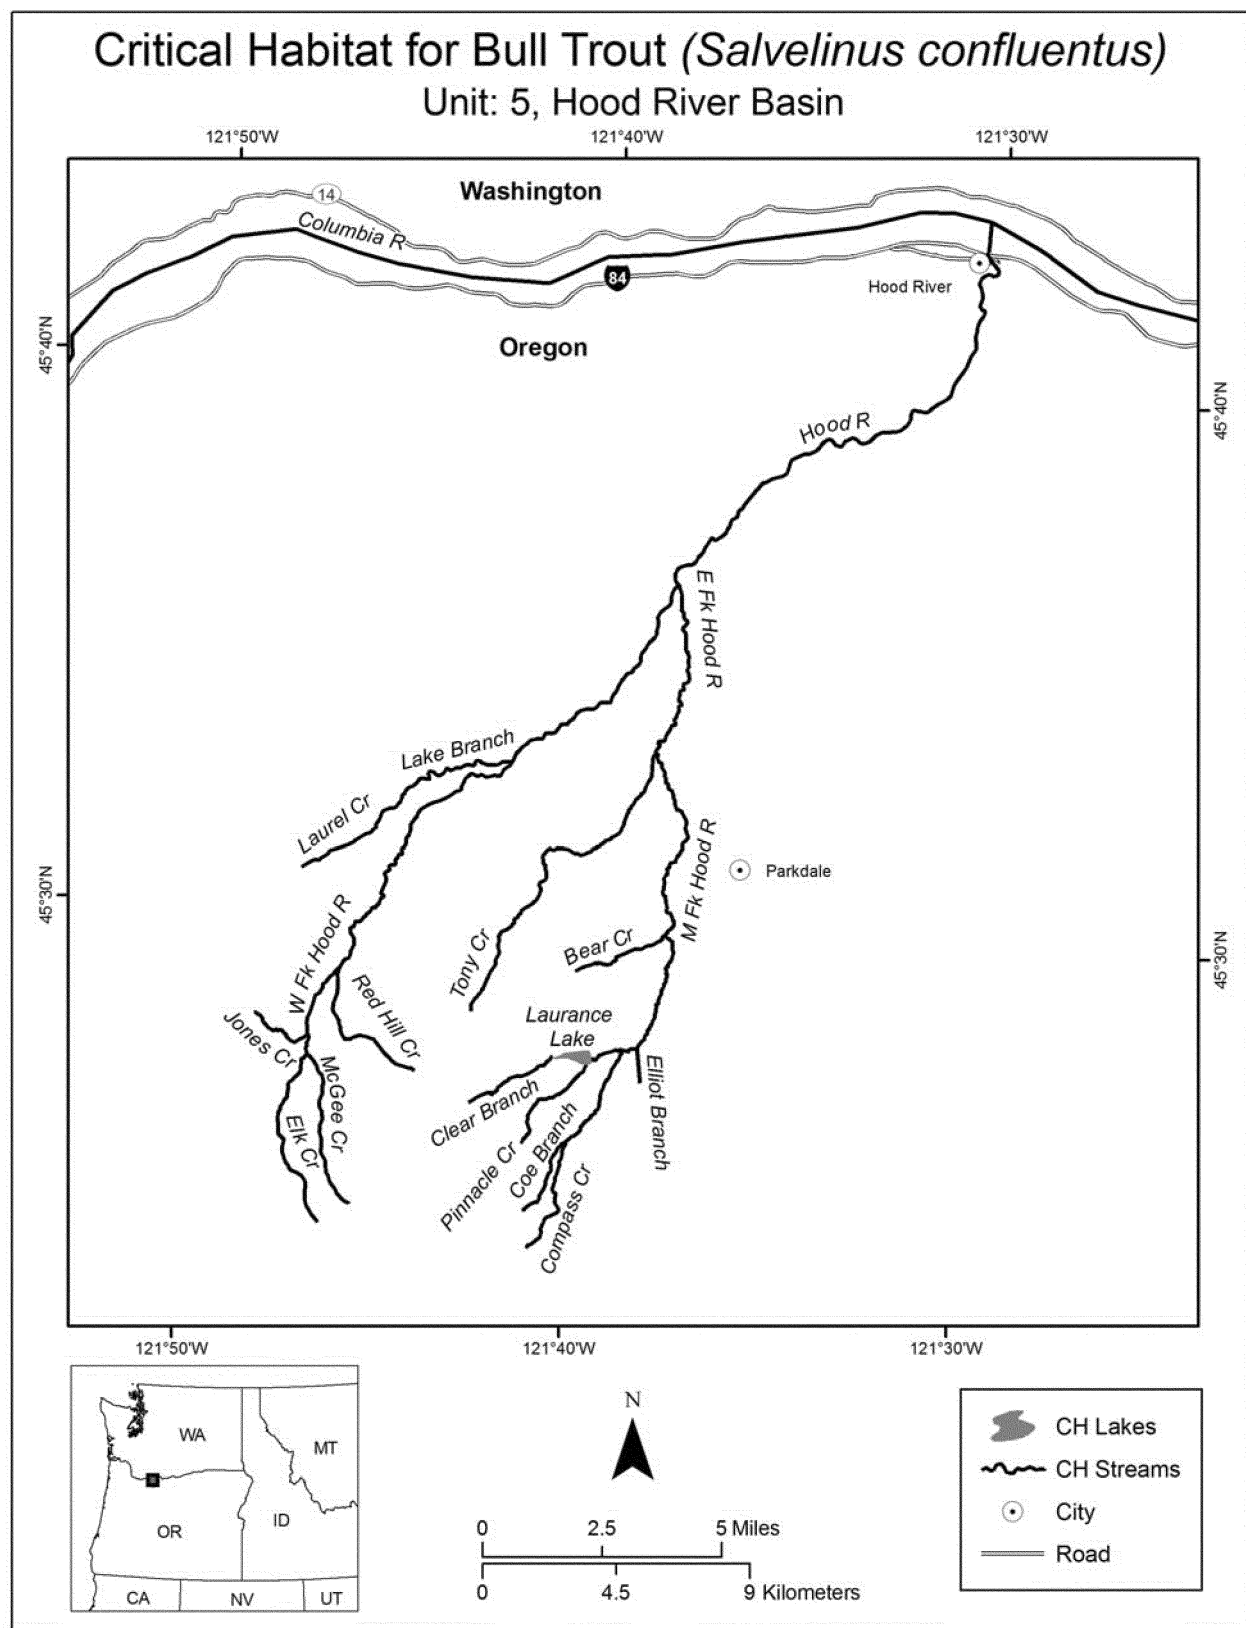 Critical Habitat for Bull Trout (Salvelinus confluentus)
Unit: 5, Hood River Basin
121°50'W
121°40'W
121°30'W
Washington
14
Columbia R
84
Hood River
Oregon
45°40'N
45°40'N
Hood R
E Fk Hood R
Lake Branch
Laurel Cr
M Fk Hood R
Parkdale
45°30'N
45°30'N
W Fk Hood R
Tony Cr
Bear Cr
Red Hill Cr
Jones Cr
Laurance
Lake
McGee Cr
Elk Cr
Clear Branch
Pinnacle Cr
Coe Branch
Compass Cr
Elliot Branch
121°50'W
121°40'W
121°30'W
WA
MT
OR
ID
CA
NV
UT
N
0 2.5 5 Miles
0 4.5 9 Kilometers
CH Lakes
CH Streams
City
Road